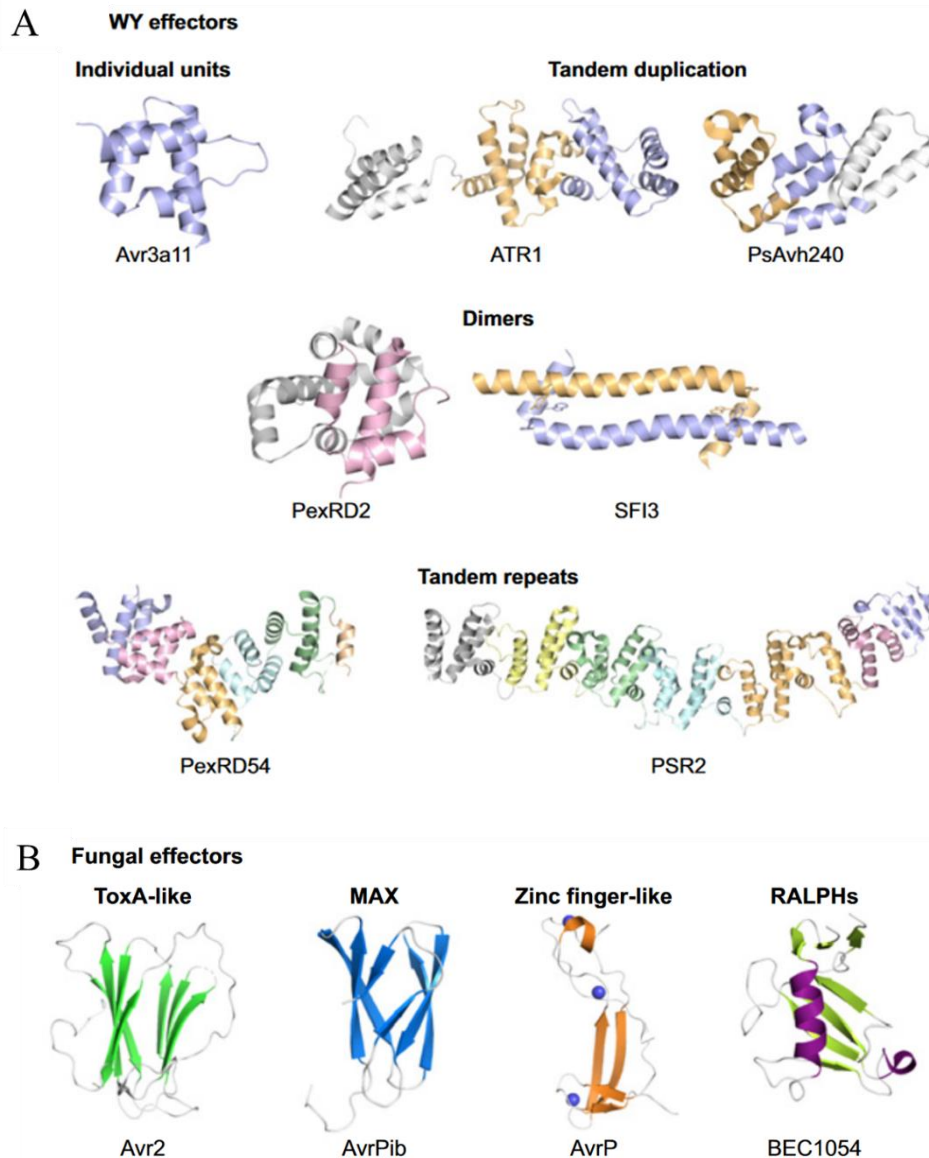 A WY effectors
Individual units Tandem duplication
Avr3a11 ATR1 PsAvh240
Dimers
PexRD2 SFI3
Tandem repeats
PexRD54 PSR2
B Fungal effectors
ToxA-like MAX Zinc finger-like RALPHs
Avr2 AvrPib AvrP BEC1054